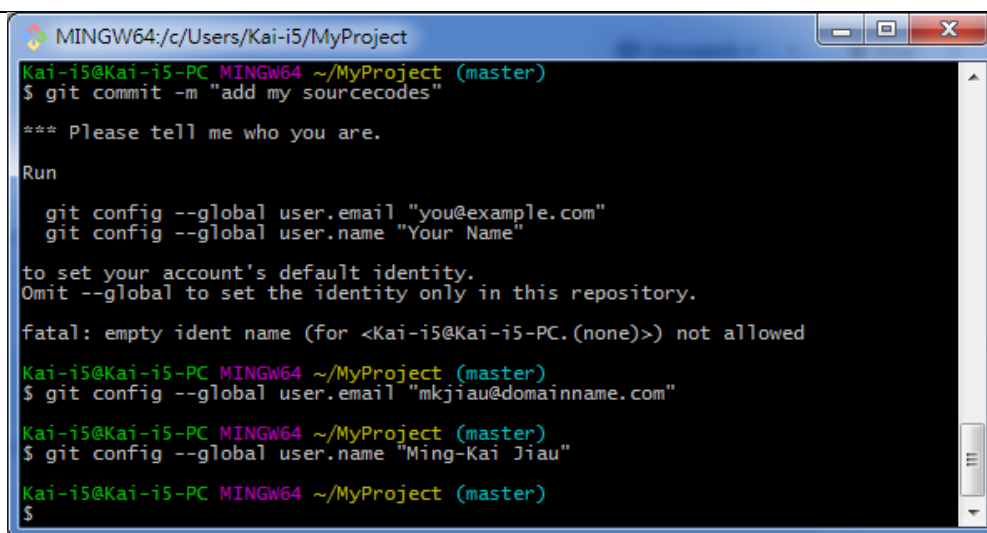 MINGW64:/c/Users/Kai-i5/MyProject
Kai-i5@Kai-i5-PC MINGW64 ~/MyProject (master)
$ git commit -m "add my sourcecodes"
*** Please tell me who you are.
Run
git config --global user.email "you@example.com"
git config --global user.name "Your Name"
to set your account's default identity.
Omit --global to set the identity only in this repository.
fatal: empty ident name (for <Kai-i5@Kai-i5-PC.(none)>) not allowed
Kai-i5@Kai-i5-PC MINGW64 ~/MyProject (master)
$ git config --global user.email "mkjiau@domainname.com"
Kai-i5@Kai-i5-PC MINGW64 ~/MyProject (master)
$ git config --global user.name "Ming-Kai Jiau"
Kai-i5@Kai-i5-PC MINGW64 ~/MyProject (master)
$